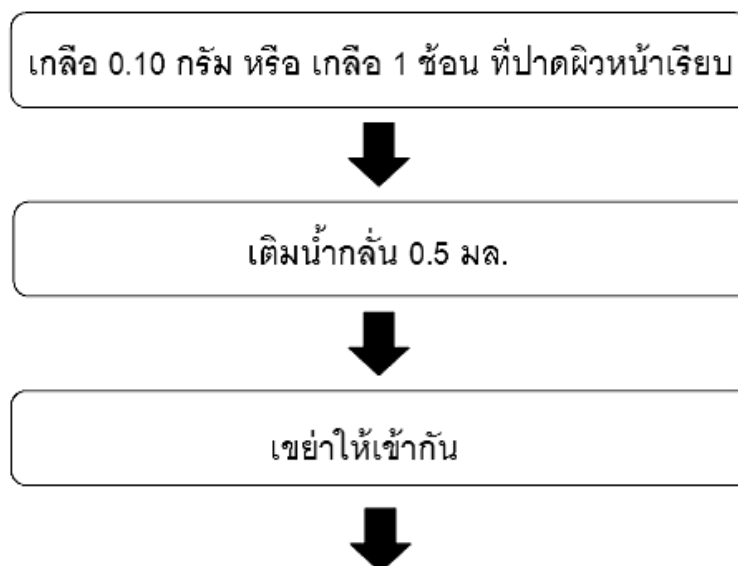 เกลือ 0.10 กรัม หรือ เกลือ 1 ช้อน ที่ปาดผิวหน้าเรียบ
เติมน้ำกลั่น 0.5 มล.
เขย่าให้เข้ากัน